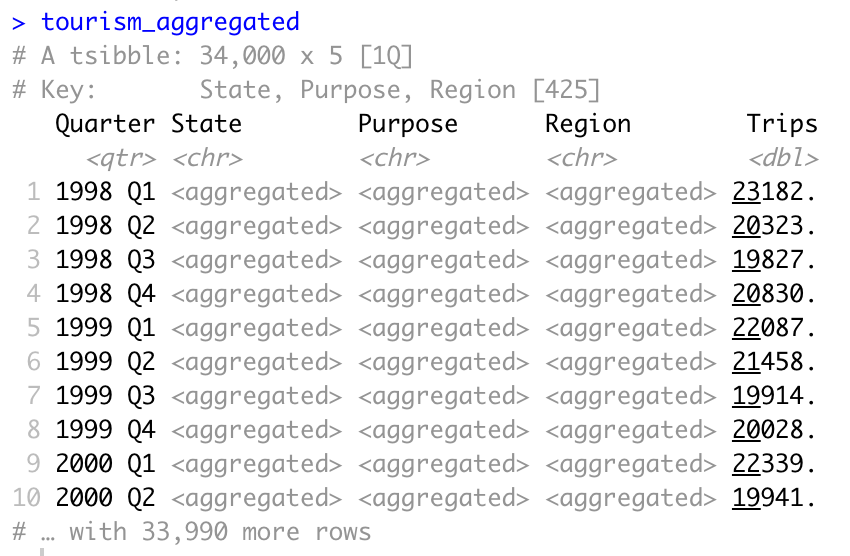 > tourism_aggregated
# A tsibble: 34,000 x 5 [1Q]
# Key:       State, Purpose, Region [425]
   Quarter State        Purpose      Region        Trips
     <qtr> <chr>        <chr>        <chr>         <dbl>
 1 1998 Q1 <aggregated> <aggregated> <aggregated> 23182.
 2 1998 Q2 <aggregated> <aggregated> <aggregated> 20323.
 3 1998 Q3 <aggregated> <aggregated> <aggregated> 19827.
 4 1998 Q4 <aggregated> <aggregated> <aggregated> 20830.
 5 1999 Q1 <aggregated> <aggregated> <aggregated> 22087.
 6 1999 Q2 <aggregated> <aggregated> <aggregated> 21458.
 7 1999 Q3 <aggregated> <aggregated> <aggregated> 19914.
 8 1999 Q4 <aggregated> <aggregated> <aggregated> 20028.
 9 2000 Q1 <aggregated> <aggregated> <aggregated> 22339.
10 2000 Q2 <aggregated> <aggregated> <aggregated> 19941.
# … with 33,990 more rows